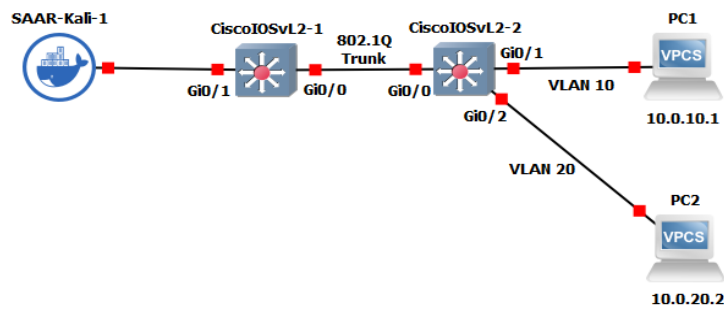 SAAR-Kali-1
CiscoIOSvL2-1
Gi0/1
Gi0/0
802.1Q
Trunk
CiscoIOSvL2-2
Gi0/0
Gi0/1
Gi0/2
VLAN 10
PC1
VPCS
10.0.10.1
VLAN 20
PC2
VPCS
10.0.20.2